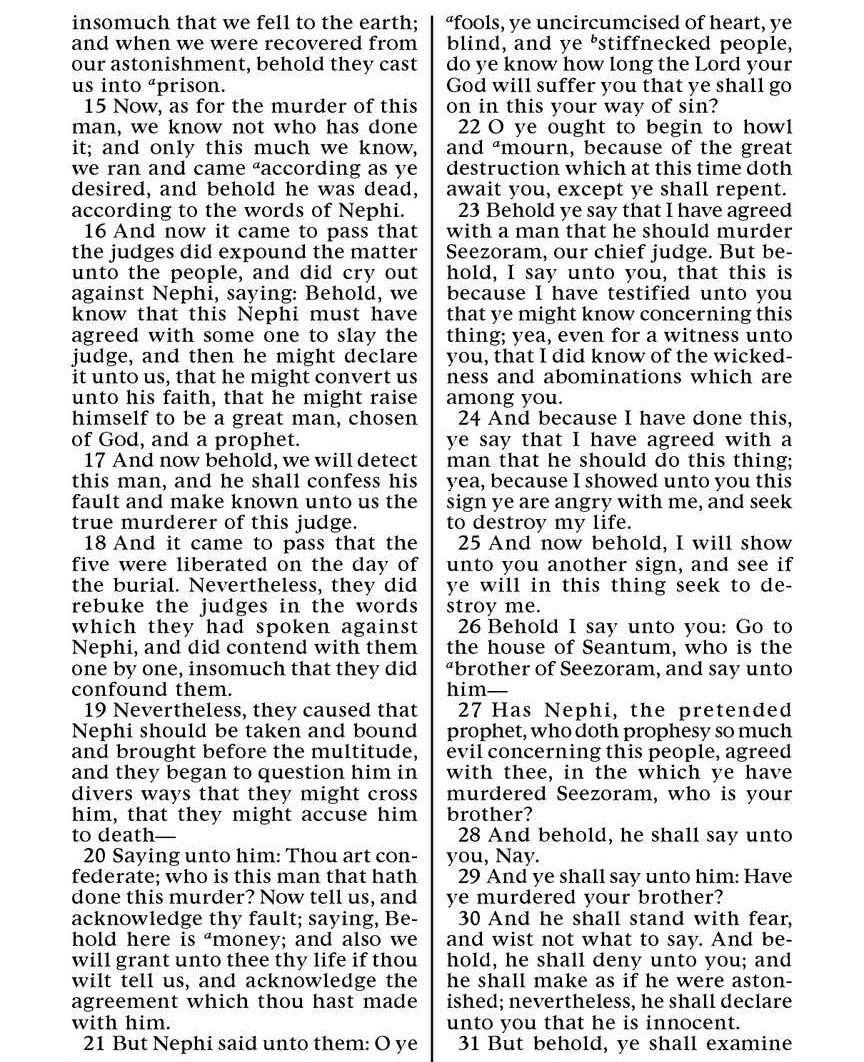 insomuch that we fell to the earth;
and when we were recovered from
our astonishment, behold they cast
us into ᵃprison.
15 Now, as for the murder of this
man, we know not who has done
it; and only this much we know,
we ran and came ᵃaccording as ye
desired, and behold he was dead,
according to the words of Nephi.
16 And now it came to pass that
the judges did expound the matter
unto the people, and did cry out
against Nephi, saying: Behold, we
know that this Nephi must have
agreed with some one to slay the
judge, and then he might declare
it unto us, that he might convert us
unto his faith, that he might raise
himself to be a great man, chosen
of God, and a prophet.
17 And now behold, we will detect
this man, and he shall confess his
fault and make known unto us the
true murderer of this judge.
18 And it came to pass that the
five were liberated on the day of
the burial. Nevertheless, they did
rebuke the judges in the words
which they had spoken against
Nephi, and did contend with them
one by one, insomuch that they did
confound them.
19 Nevertheless, they caused that
Nephi should be taken and bound
and brought before the multitude,
and they began to question him in
divers ways that they might cross
him, that they might accuse him
to death—
20 Saying unto him: Thou art con-
federate; who is this man that hath
done this murder? Now tell us, and
acknowledge thy fault; saying, Be-
hold here is ᵃmoney; and also we
will grant unto thee thy life if thou
wilt tell us, and acknowledge the
agreement which thou hast made
with him.
21 But Nephi said unto them: O ye
ᵃfools, ye uncircumcised of heart, ye
blind, and ye ᵇstiffnecked people,
do ye know how long the Lord your
God will suffer you that ye shall go
on in this your way of sin?
22 O ye ought to begin to howl
and ᵃmourn, because of the great
destruction which at this time doth
await you, except ye shall repent.
23 Behold ye say that I have agreed
with a man that he should murder
Seezoram, our chief judge. But be-
hold, I say unto you, that this is
because I have testified unto you
that ye might know concerning this
thing; yea, even for a witness unto
you, that I did know of the wicked-
ness and abominations which are
among you.
24 And because I have done this,
ye say that I have agreed with a
man that he should do this thing;
yea, because I showed unto you this
sign ye are angry with me, and seek
to destroy my life.
25 And now behold, I will show
unto you another sign, and see if
ye will in this thing seek to de-
stroy me.
26 Behold I say unto you: Go to
the house of Seantum, who is the
ᵃbrother of Seezoram, and say unto
him—
27 Has Nephi, the pretended
prophet, who doth prophesy so much
evil concerning this people, agreed
with thee, in the which ye have
murdered Seezoram, who is your
brother?
28 And behold, he shall say unto
you, Nay.
29 And ye shall say unto him: Have
ye murdered your brother?
30 And he shall stand with fear,
and wist not what to say. And be-
hold, he shall deny unto you; and
he shall make as if he were aston-
ished; nevertheless, he shall declare
unto you that he is innocent.
31 But behold, ye shall examine